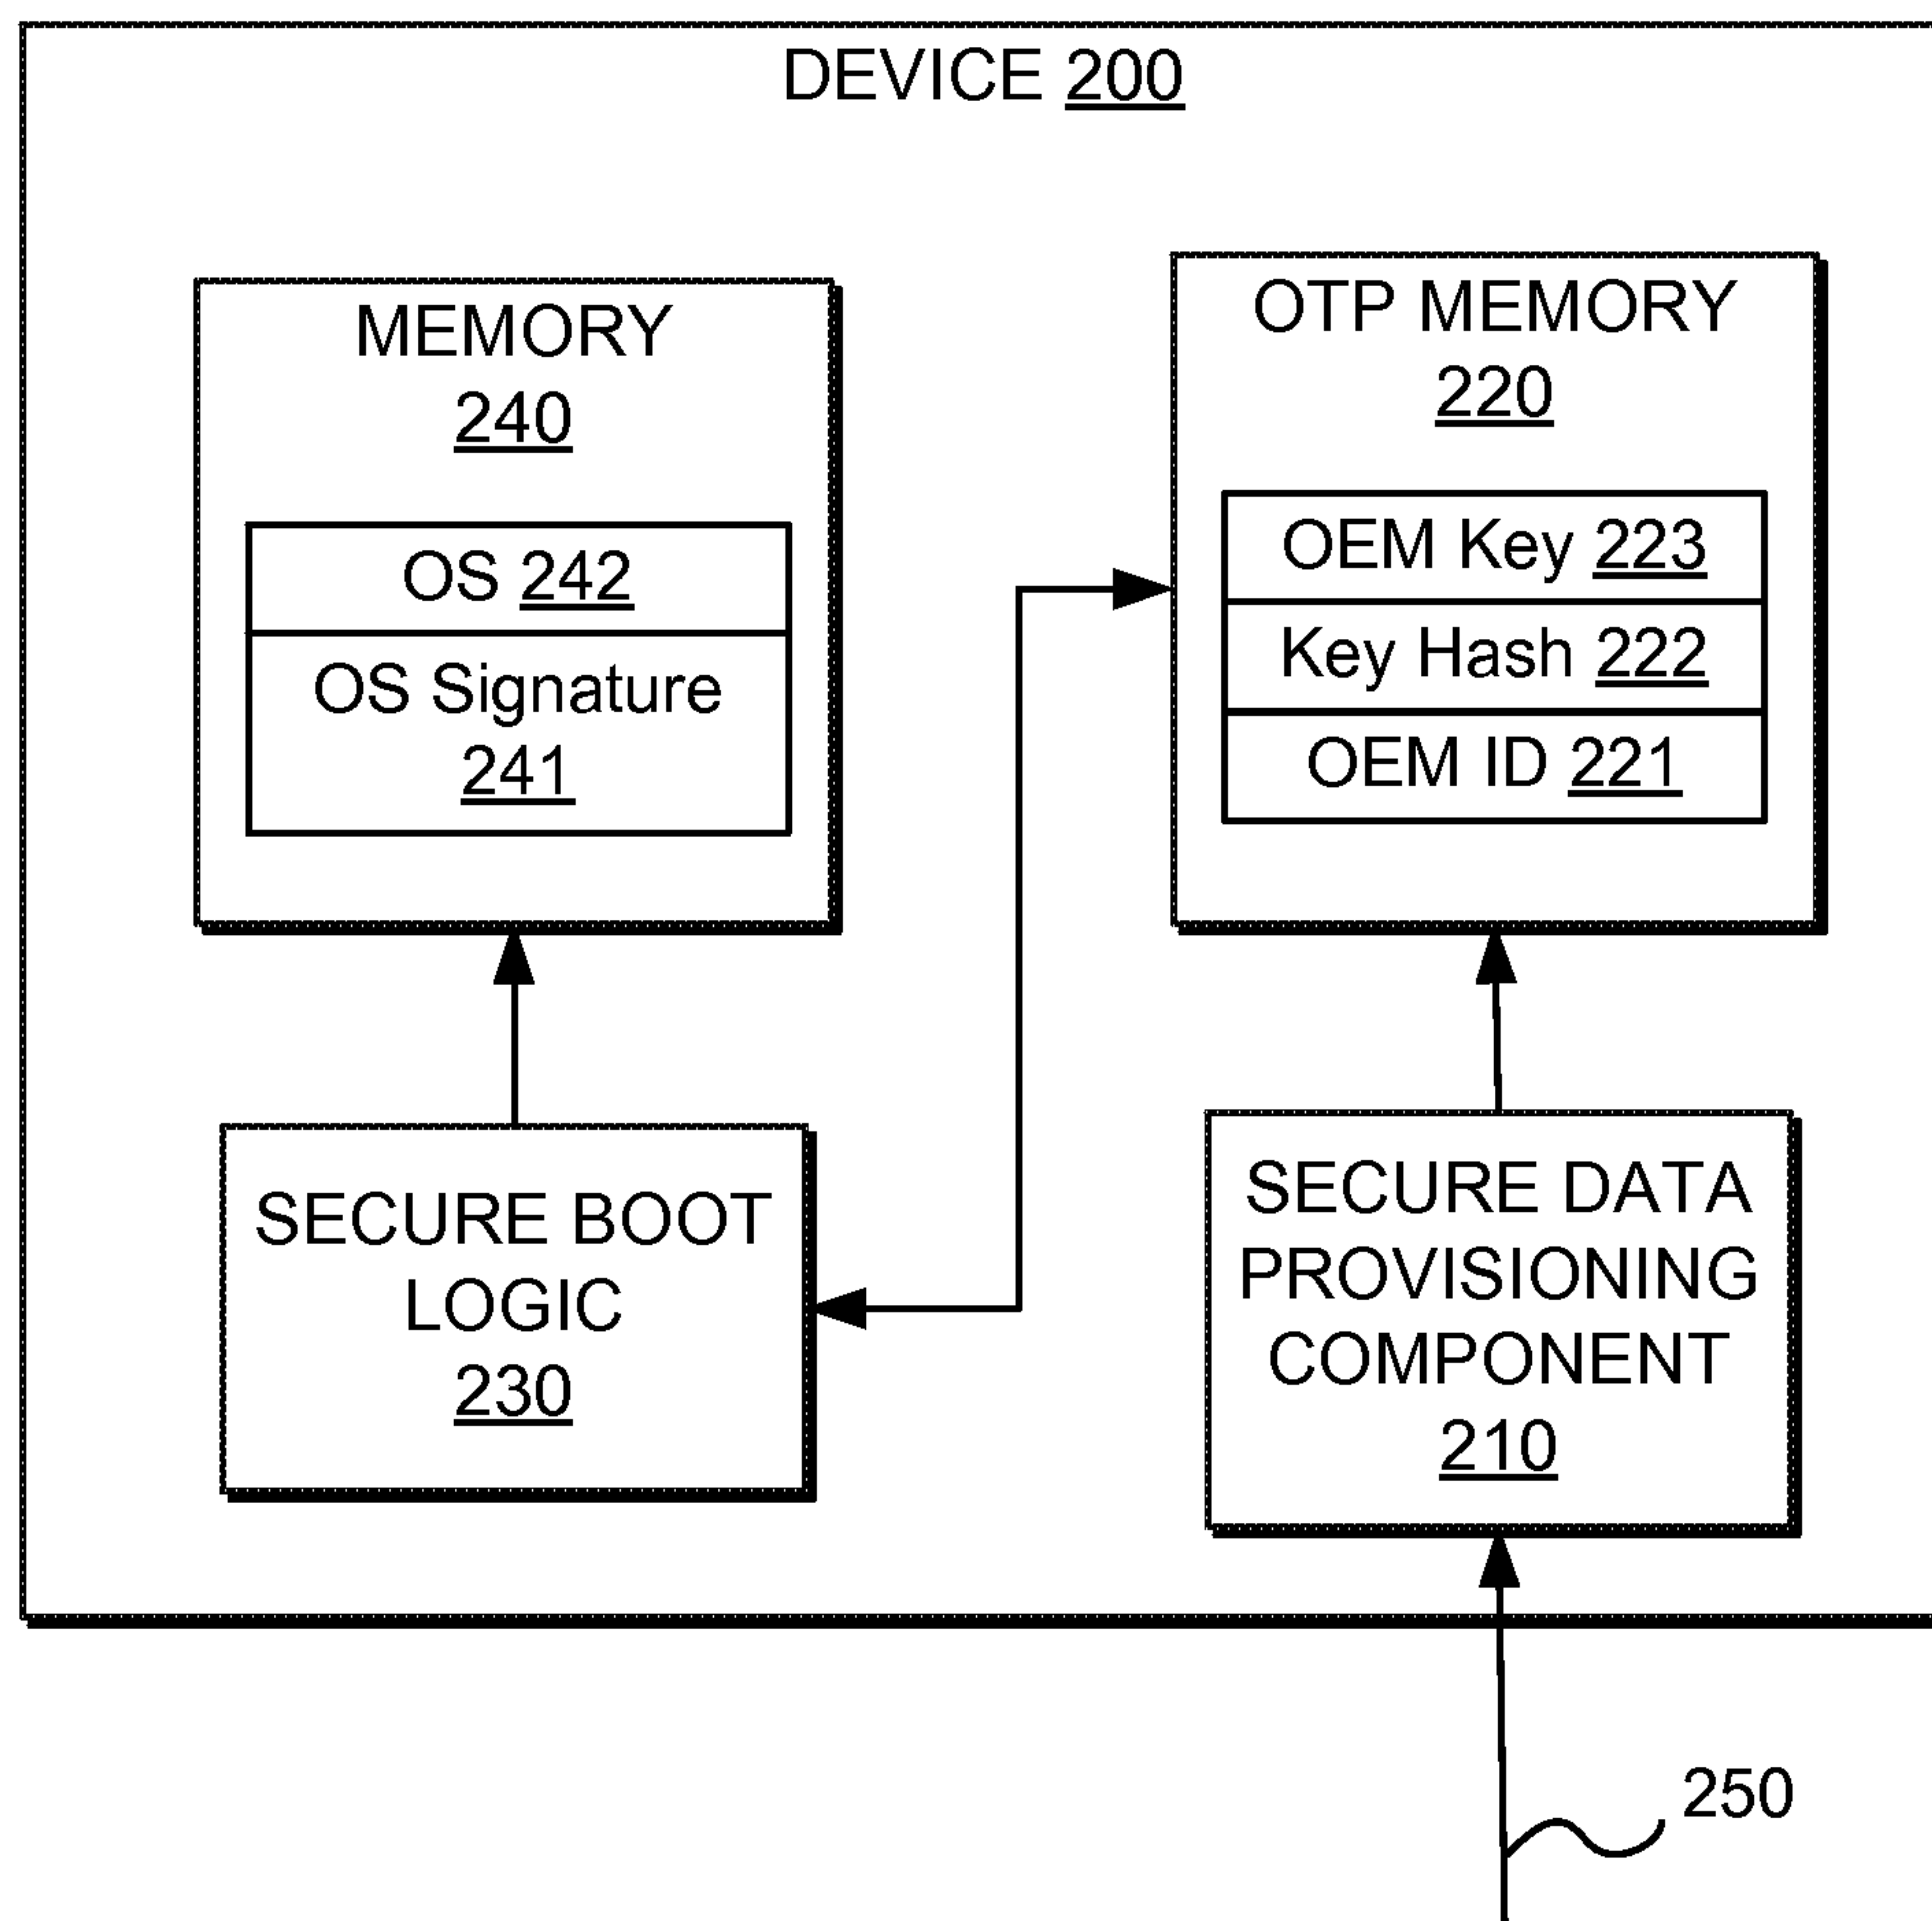 DEVICE 200
MEMORY
240
OS 242
OS Signature
241
OTP MEMORY
220
OEM Key 223
Key Hash 222
OEM ID 221
SECURE BOOT
LOGIC
230
SECURE DATA
PROVISIONING
COMPONENT
210
250